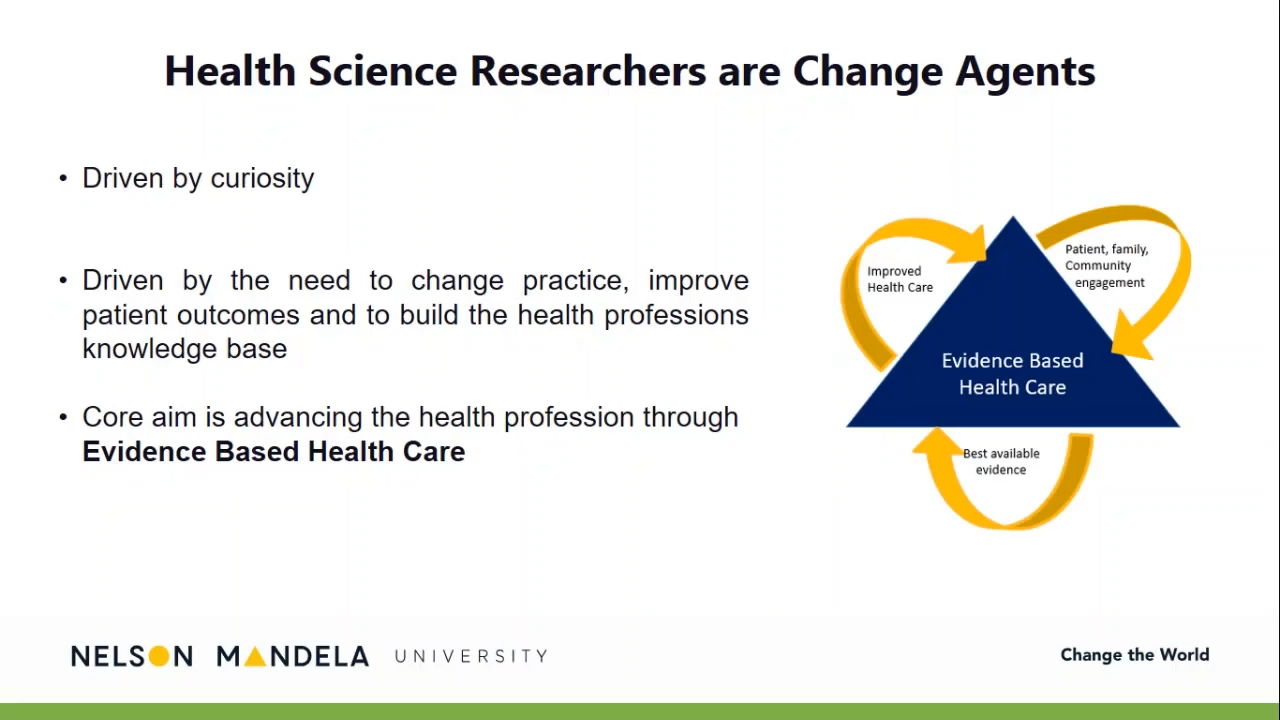 Health Science Researchers are Change Agents
• Driven by curiosity
• Driven by the need to change practice, improve
patient outcomes and to build the health professions
knowledge base
• Core aim is advancing the health profession through
Evidence Based Health Care
Improved
Health Care
Patient, family,
Community
engagement
Evidence Based
Health Care
Best available
evidence
NELSON MANDELA UNIVERSITY
Change the World